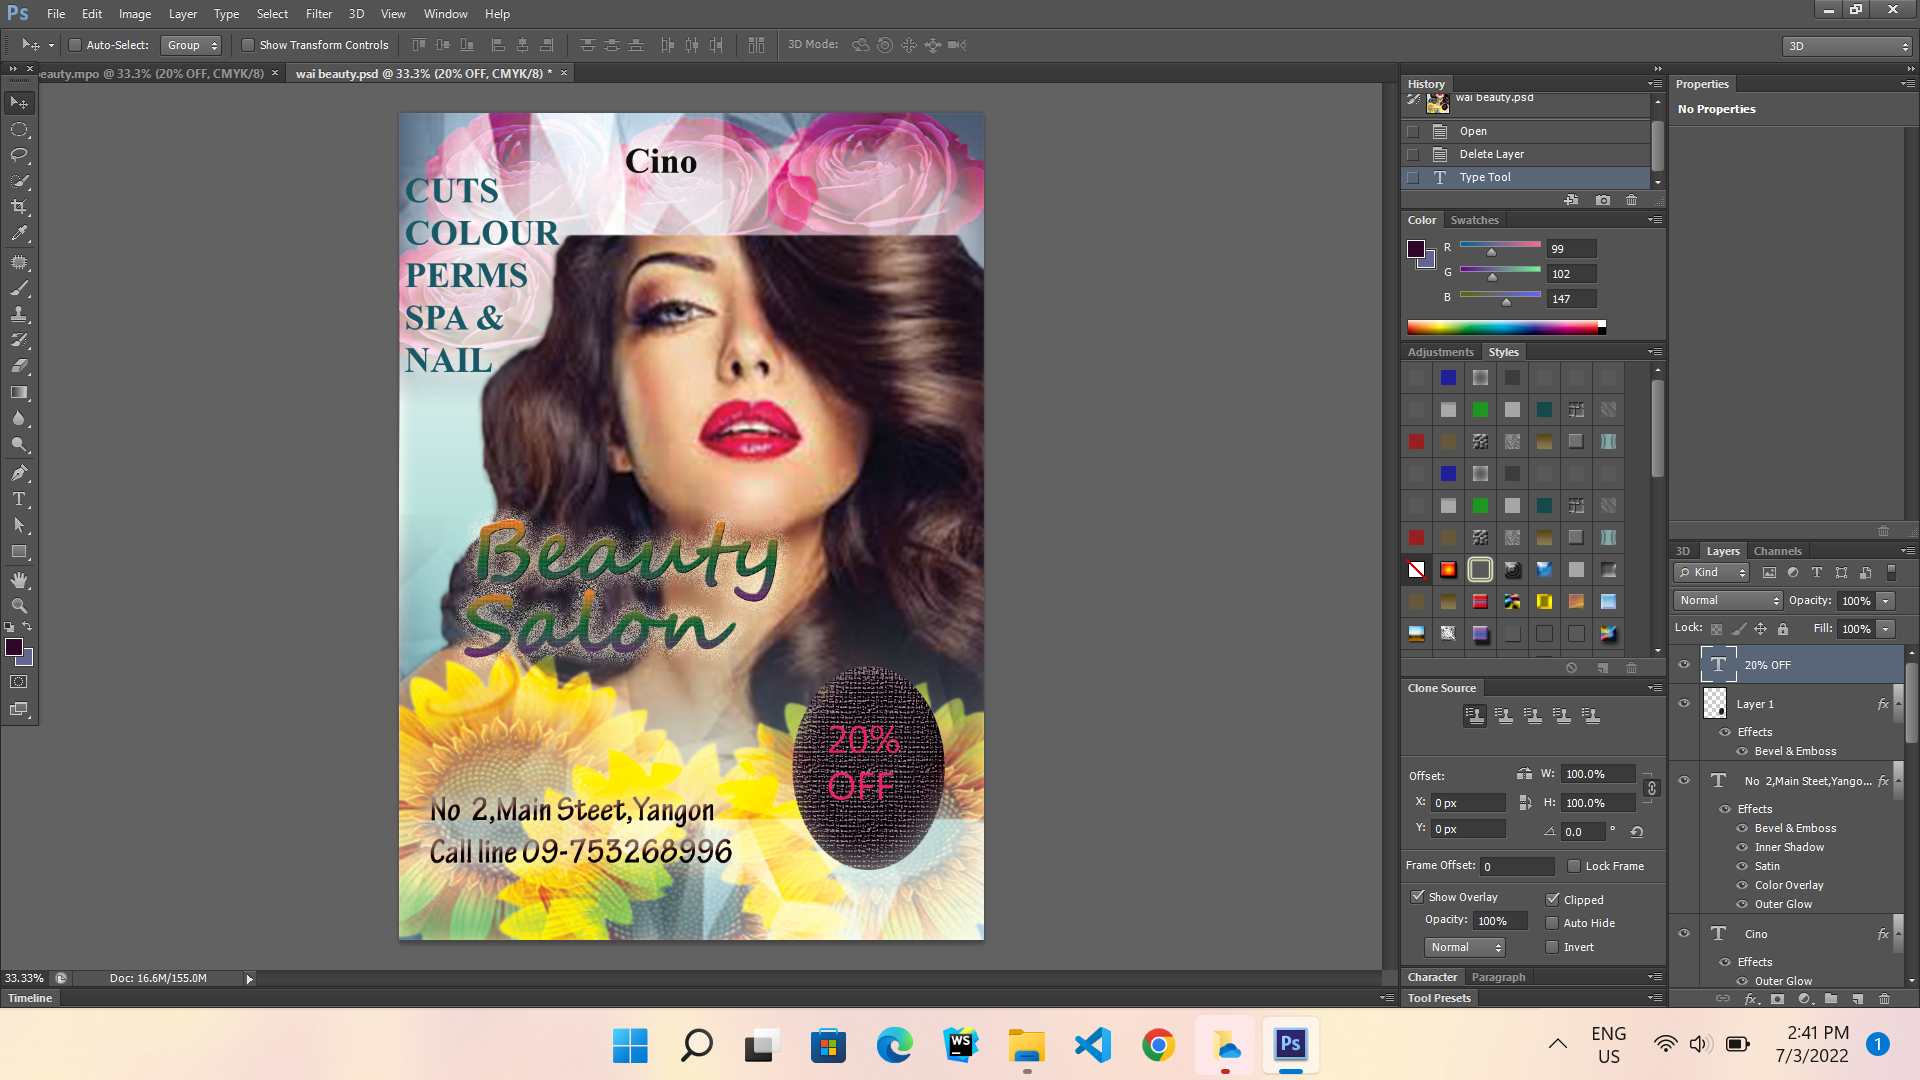 Ps File Edit Image Layer Type Select Filter 3D View Window Help
Auto-Select: Group Show Transform Controls 3D Mode: 3D
eauty.mpo @ 33.3% (20% OFF, CMYK/8) × wai beauty.psd @ 33.3% (20% OFF, CMYK/8) * ×
Cino
CUTS
COLOUR
PERMS
SPA &
NAIL
Beauty
Salon
20%
OFF
No 2,Main Steet,Yangon
Call line 09-753268996
33.33% Doc: 16.6M/155.0M
Timeline
History
wai beauty.psd
Open
Delete Layer
Type Tool
Color Swatches
R 99
G 102
B 147
Adjustments Styles
Clone Source
Offset: W: 100.0%
X: 0 px H: 100.0%
Y: 0 px 0.0 °
Frame Offset: 0 Lock Frame
Show Overlay Clipped
Opacity: 100% Auto Hide
Normal Invert
Character Paragraph
Tool Presets
Properties
No Properties
3D Layers Channels
Kind
Normal Opacity: 100%
Lock: Fill: 100%
20% OFF
Layer 1 fx
Effects
Bevel & Emboss
No 2,Main Steet,Yango... fx
Effects
Bevel & Emboss
Inner Shadow
Satin
Color Overlay
Outer Glow
Cino fx
Effects
Outer Glow
fx
WS Ps
ENG
US
2:41 PM
7/3/2022
1